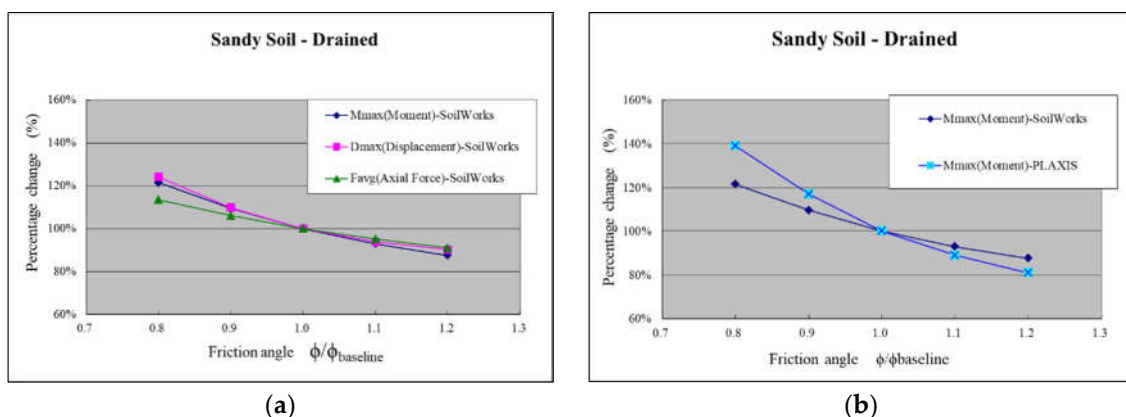 Sandy Soil - Drained
160%
140%
120%
100%
80%
60%
Percentage change (%)
Mmax(Moment)-SoilWorks
Dmax(Displacement)-SoilWorks
Favg(Axial Force)-SoilWorks
0.7 0.8 0.9 1.0 1.1 1.2 1.3
Friction angle ϕ/ϕbaseline
(a)
Sandy Soil - Drained
160%
140%
120%
100%
80%
60%
Percentage change (%)
Mmax(Moment)-SoilWorks
Mmax(Moment)-PLAXIS
0.7 0.8 0.9 1.0 1.1 1.2 1.3
Friction angle ϕ/ϕbaseline
(b)